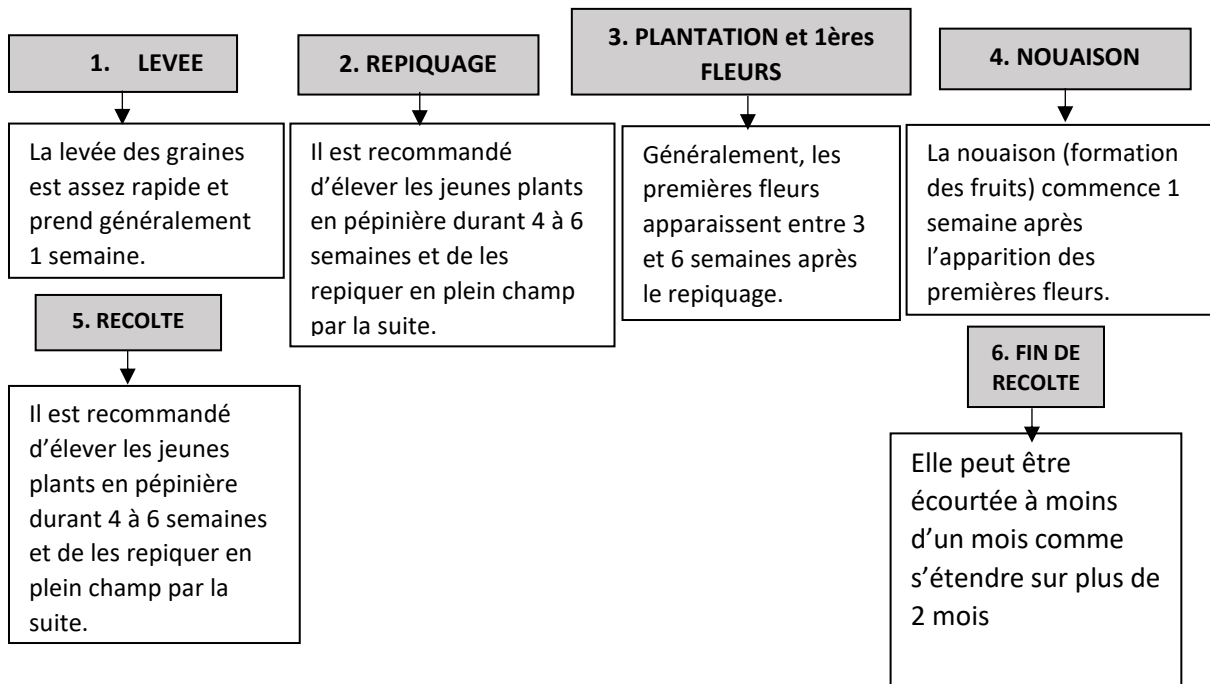 1. LEVEE
La levée des graines
est assez rapide et
prend généralement
1 semaine.
2. REPIQUAGE
Il est recommandé
d’élever les jeunes plants
en pépinière durant 4 à 6
semaines et de les
repiquer en plein champ
par la suite.
3. PLANTATION et 1ères
FLEURS
Généralement, les
premières fleurs
apparaissent entre 3
et 6 semaines après
le repiquage.
4. NOUAISON
La nouaison (formation
des fruits) commence 1
semaine après
l’apparition des
premières fleurs.
5. RECOLTE
Il est recommandé
d’élever les jeunes
plants en pépinière
durant 4 à 6 semaines
et de les repiquer en
plein champ par la
suite.
6. FIN DE
RECOLTE
Elle peut être
écourtée à moins
d’un mois comme
s’étendre sur plus de
2 mois